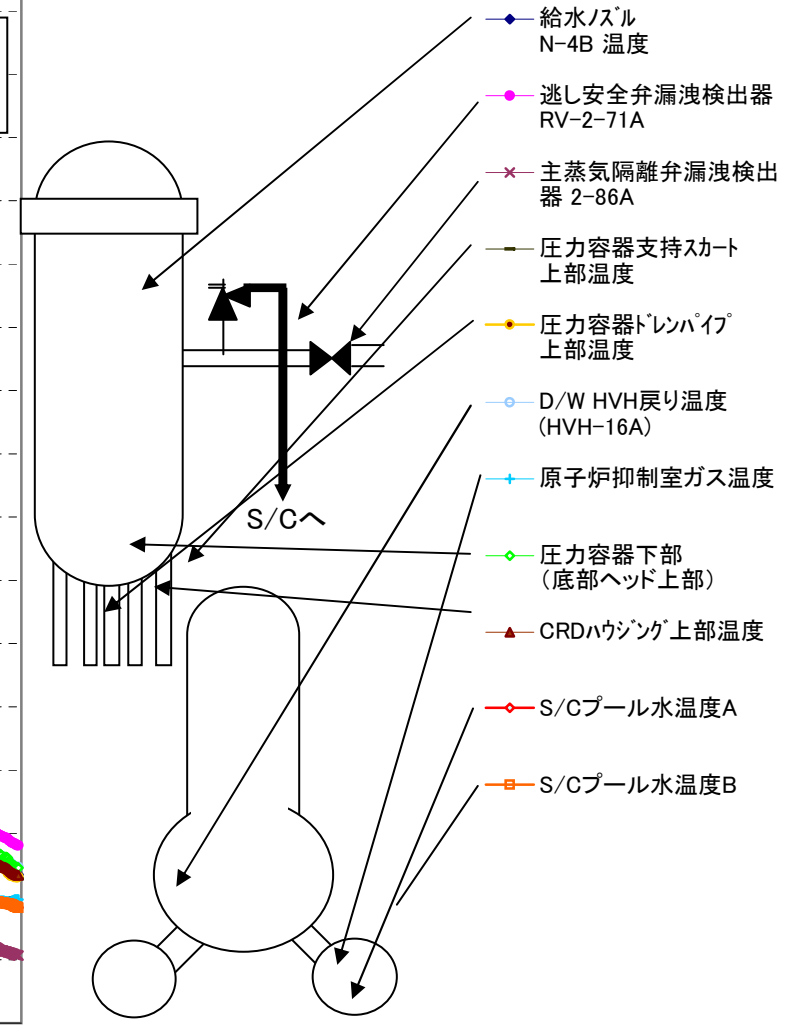 給水ノズル
N-4B 温度
逃し安全弁漏洩検出器
RV-2-71A
主蒸気隔離弁漏洩検出
器 2-86A
圧力容器支持スカート
上部温度
圧力容器ドレンパイプ
上部温度
D/W HVH戻り温度
(HVH-16A)
原子炉抑制室ガス温度
S/Cへ
圧力容器下部
（底部ヘッド上部）
CRDハウジング上部温度
S/Cプール水温度A
S/Cプール水温度B